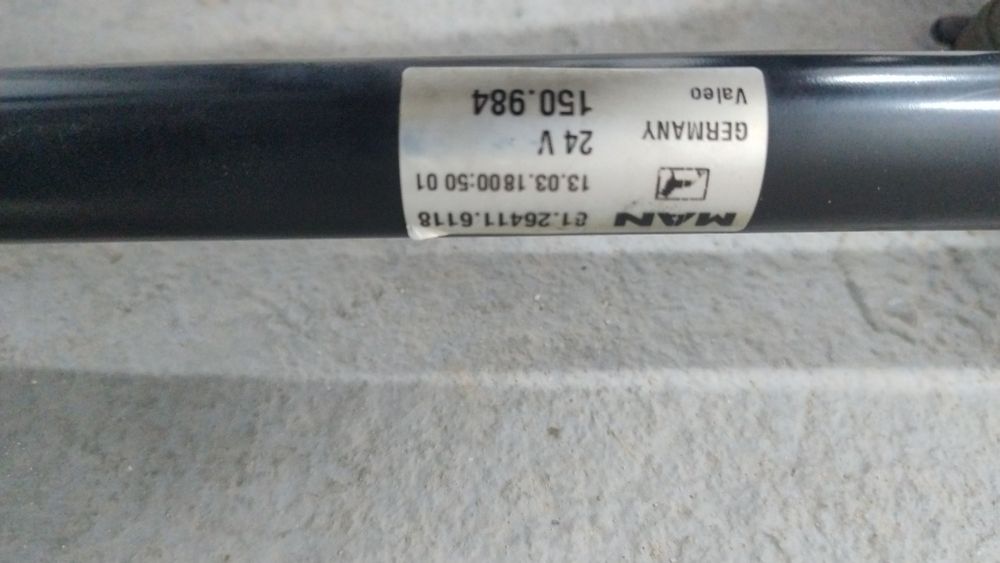 MAN 81.26411.6118
13.03.1800:50 01
GERMANY 24 V
Valeo 150.984